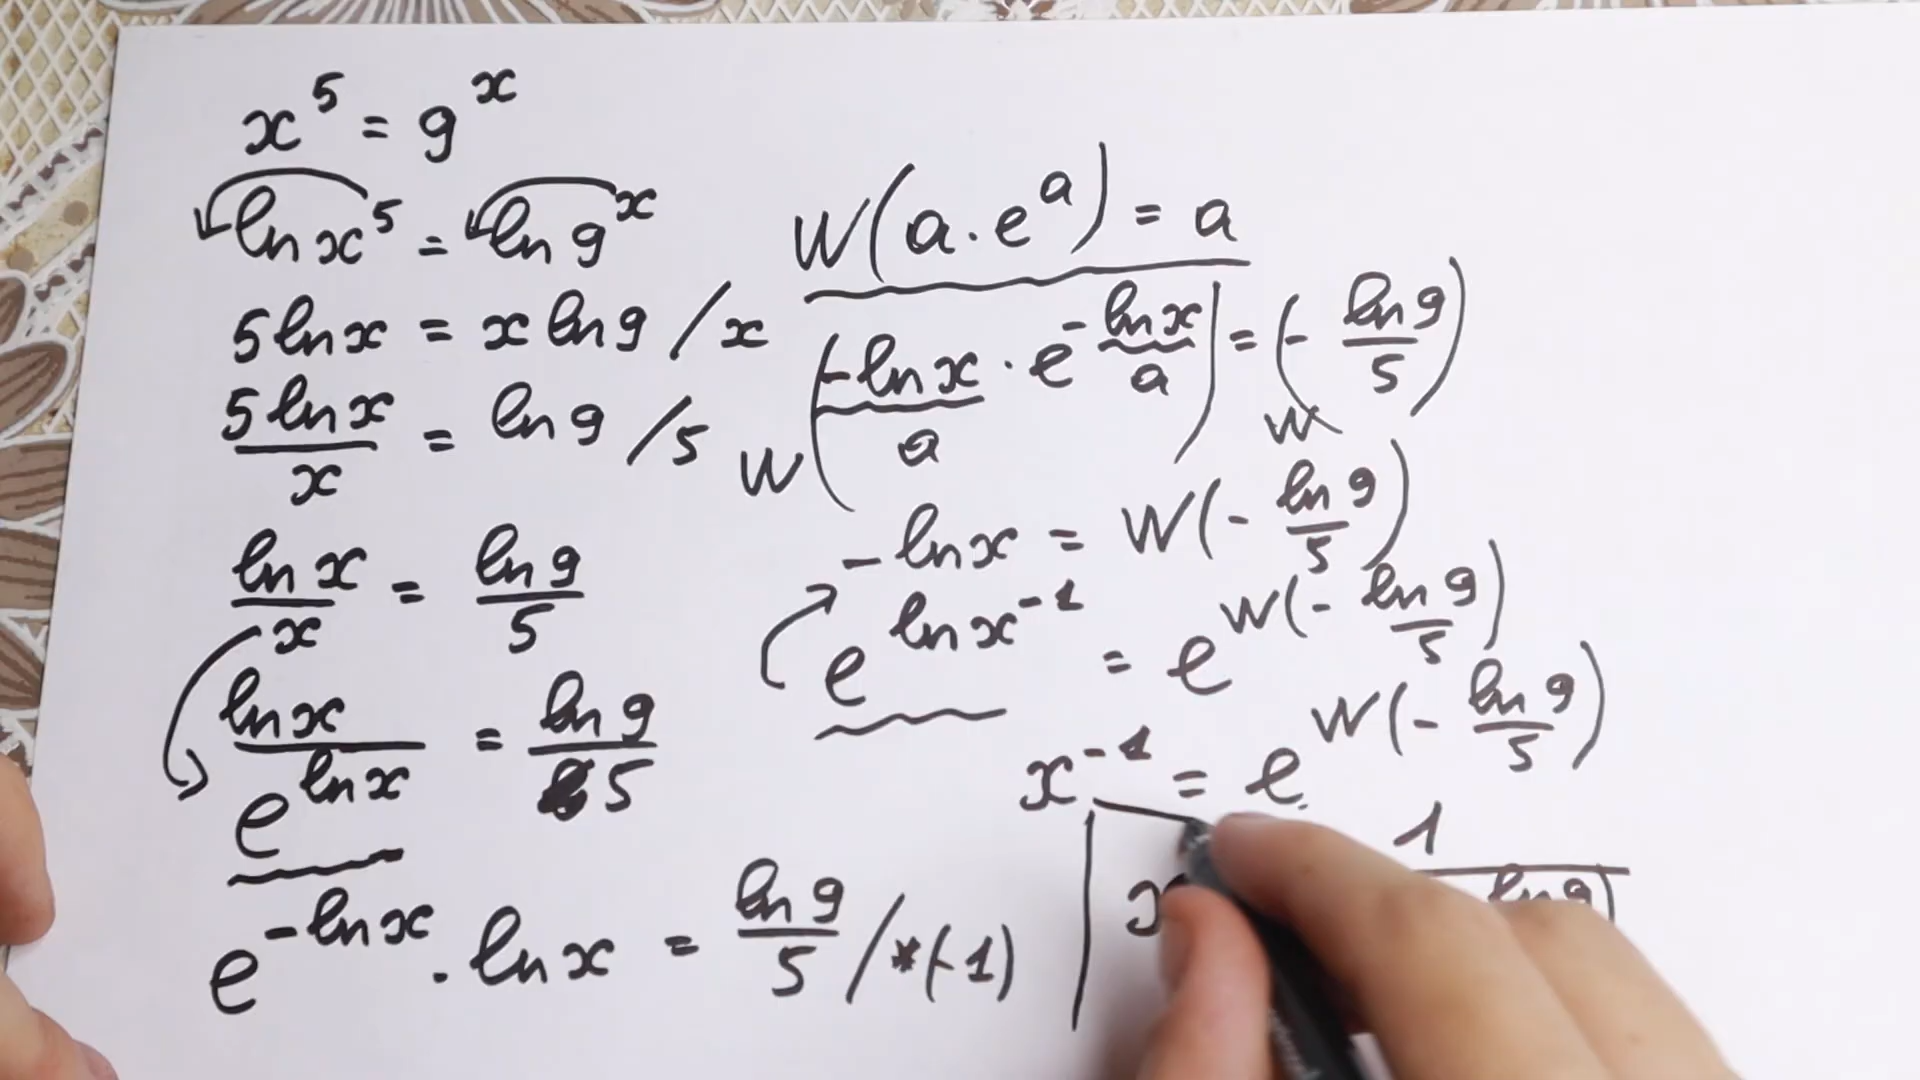 x^5 = 9^x
ln x^5 = ln 9^x
5 ln x = x ln 9 / x
5 ln x / x = ln 9 / 5
ln x / x = ln 9 / 5
ln x / e^(ln x) = ln 9 / 5
e^(-ln x) · ln x = ln 9 / 5 / *(-1)
W(a · e^a) = a
W(-ln x · e^(-ln x)) = W(- ln 9 / 5)
a a
-ln x = W(- ln 9 / 5)
e^(ln x^-1) = e^(W(- ln 9 / 5))
x^-1 = e^(W(- ln 9 / 5))
x 1 / ln 9)